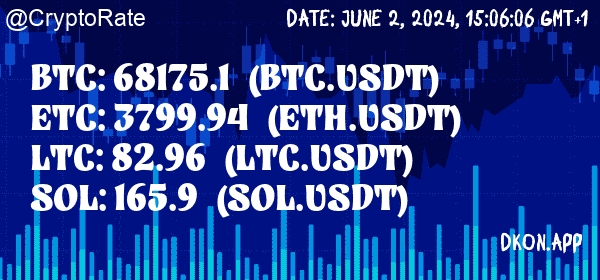 @CryptoRate
DATE: JUNE 2, 2024, 15:06:06 GMT+1
BTC: 68175.1 (BTC.USDT)
ETC: 3799.94 (ETH.USDT)
LTC: 82.96 (LTC.USDT)
SOL: 165.9 (SOL.USDT)
DKON.APP